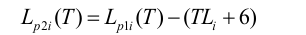 L_{p2i}(T) = L_{p1i}(T) − (TL_i + 6)